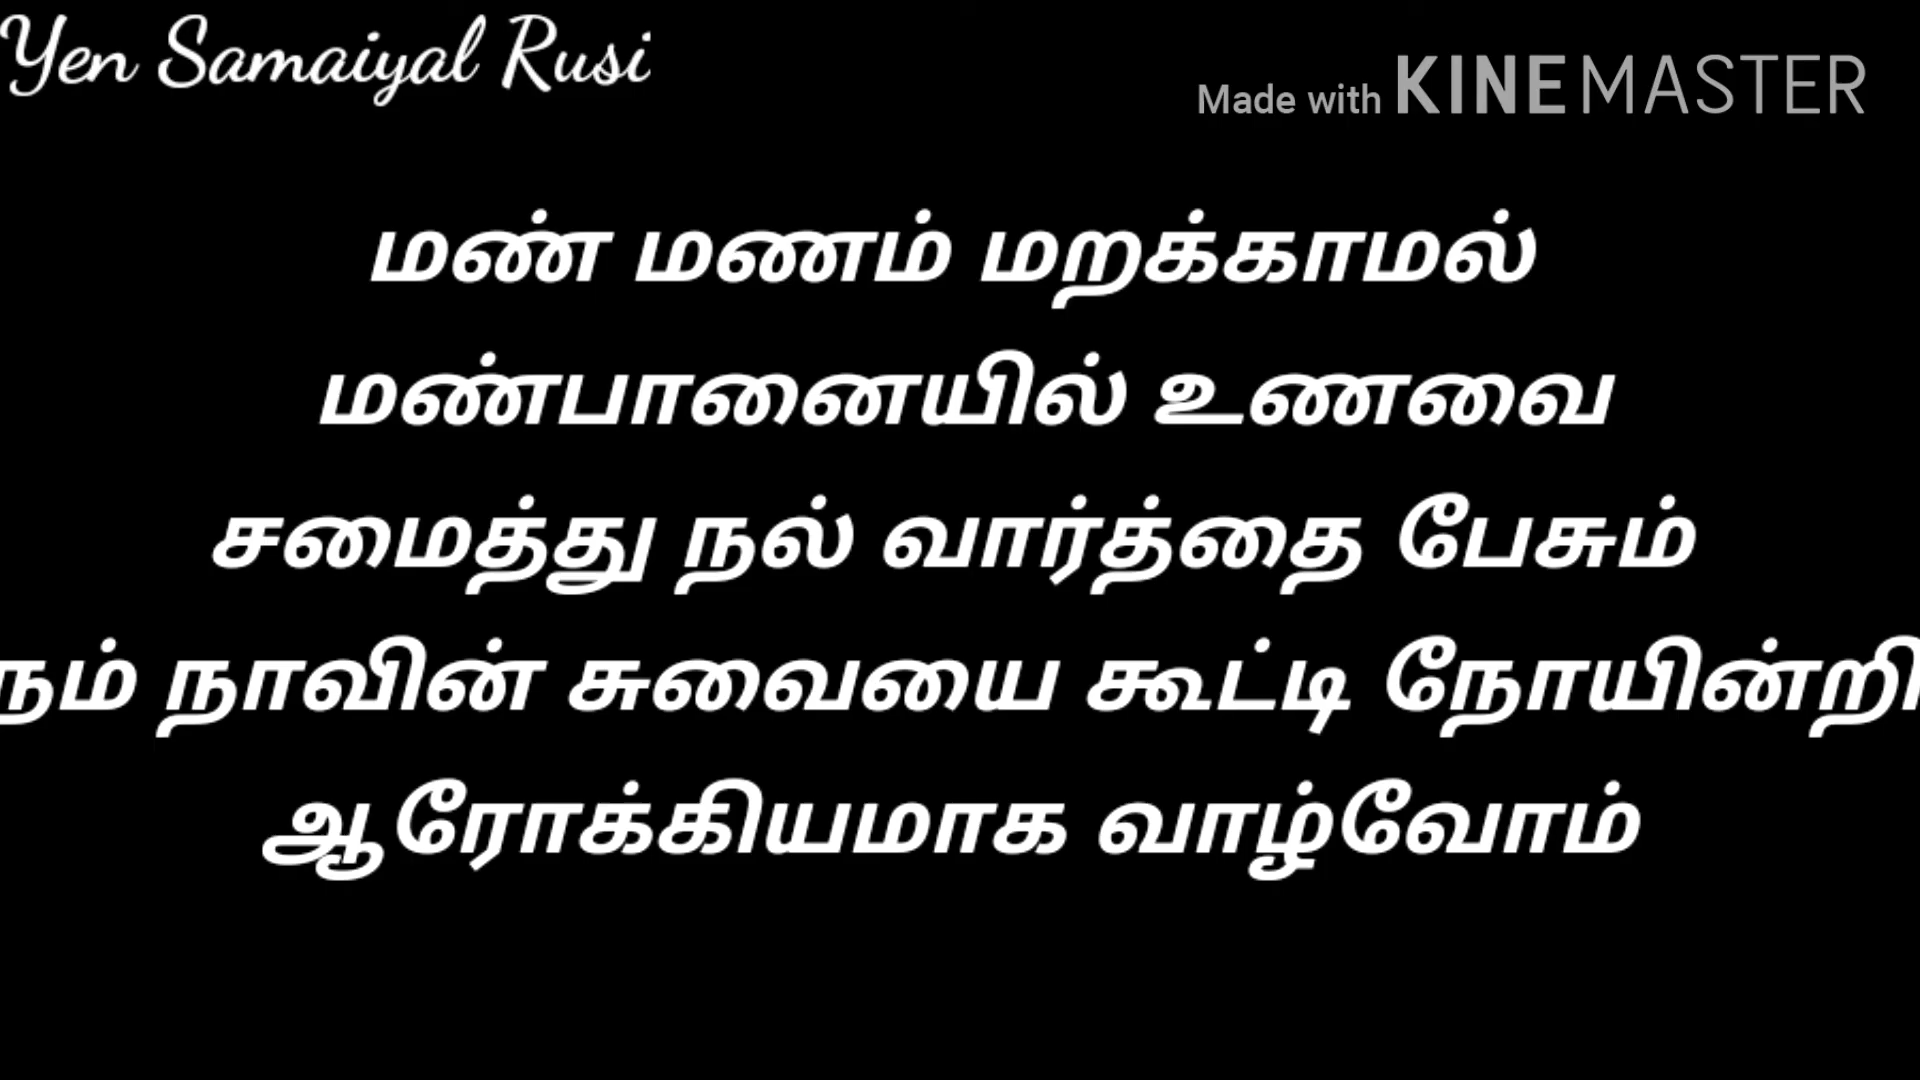 Yen Samaiyal Rusi
Made with KINEMASTER
மண் மணம் மறக்காமல்
மண்பானையில் உணவை
சமைத்து நல் வார்த்தை பேசும்
நம் நாவின் சுவையை கூட்டி நோயின்றி
ஆரோக்கியமாக வாழ்வோம்